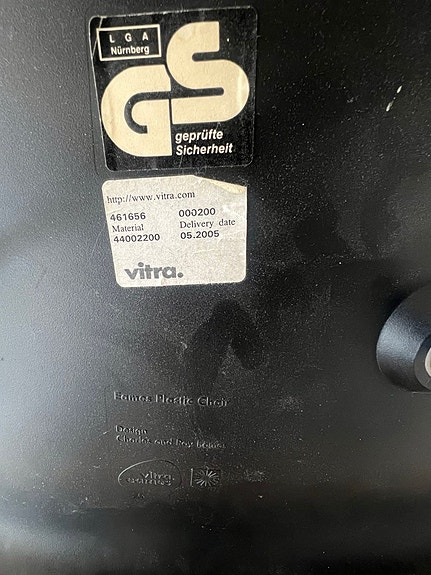 L G A
Nürnberg
GS
geprüfte
Sicherheit
http://www.vitra.com
461656 000200
Material Delivery date
44002200 05.2005
vitra.
Eames Plastic Chair
Design
Charles and Ray Eames
vitra.
eames